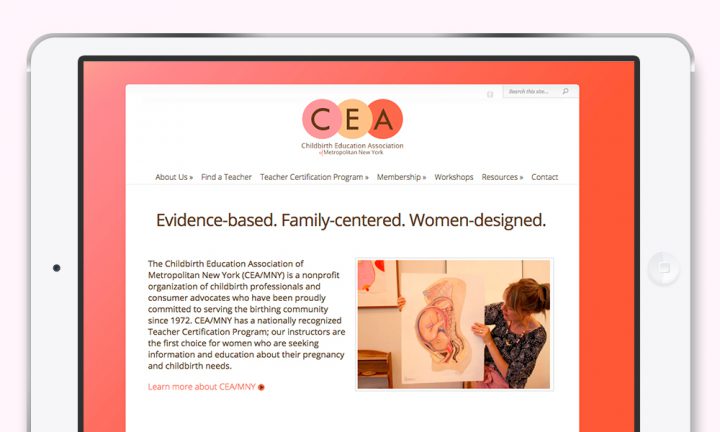 Search this site...
C E A
Childbirth Education Association
of Metropolitan New York
About Us » Find a Teacher Teacher Certification Program » Membership » Workshops Resources » Contact
Evidence-based. Family-centered. Women-designed.
The Childbirth Education Association of
Metropolitan New York (CEA/MNY) is a nonprofit
organization of childbirth professionals and
consumer advocates who have been proudly
committed to serving the birthing community
since 1972. CEA/MNY has a nationally recognized
Teacher Certification Program; our instructors are
the first choice for women who are seeking
information and education about their pregnancy
and childbirth needs.
Learn more about CEA/MNY